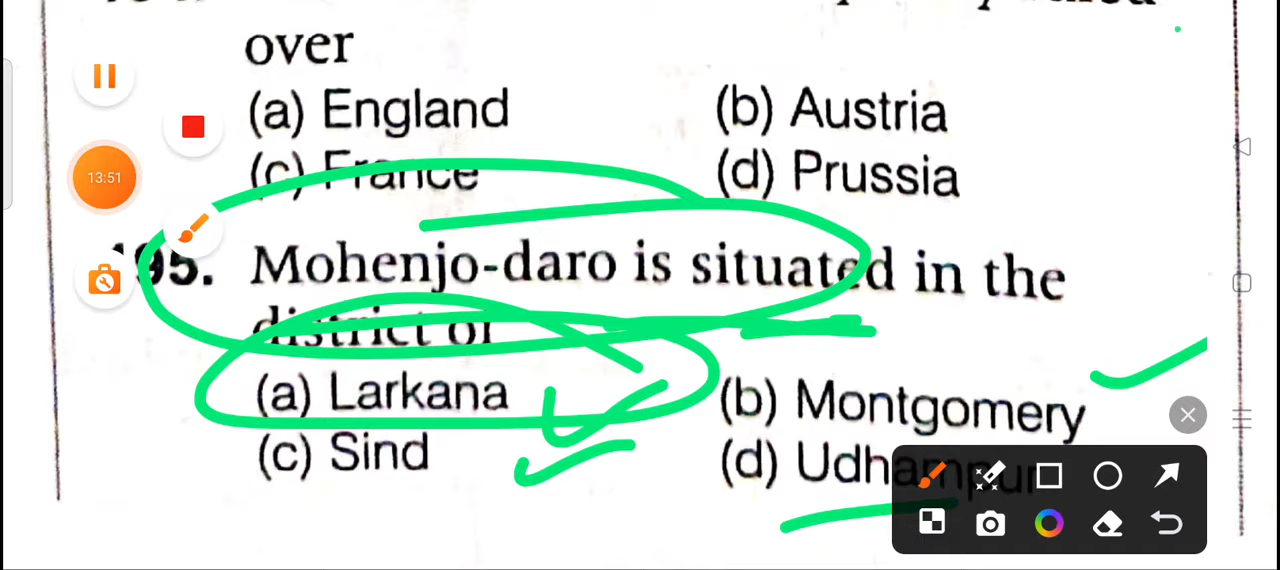 over
(a) England
(b) Austria
(c) France
(d) Prussia
13:51
95. Mohenjo-daro is situated in the
district of
(a) Larkana
(b) Montgomery
(c) Sind
(d) Udhampur